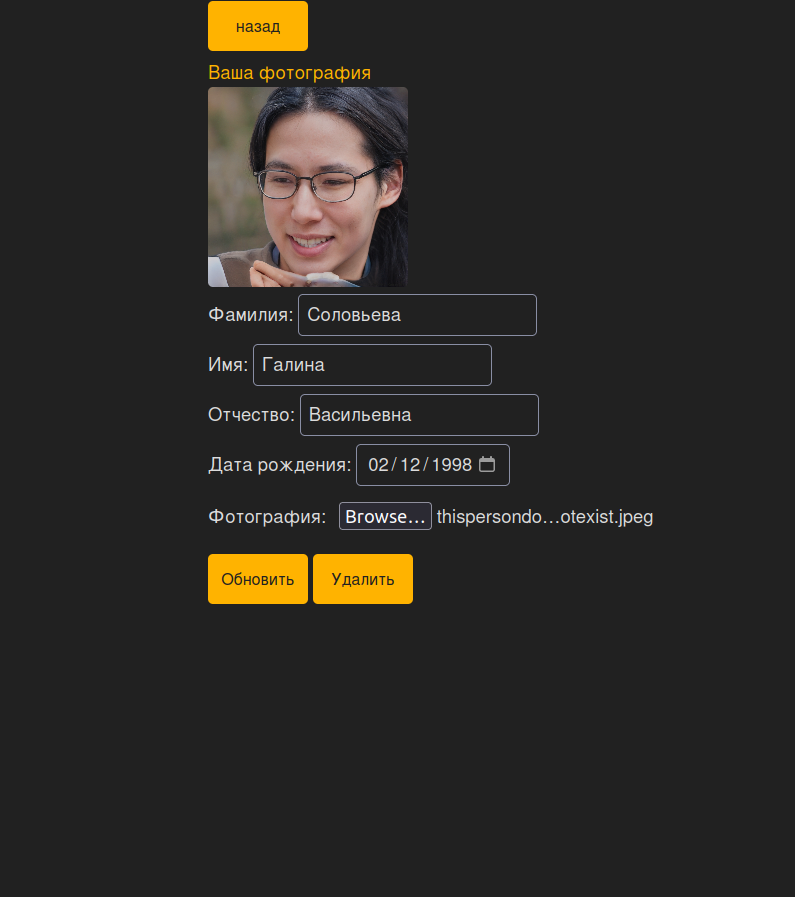 назад
Ваша фотография
Фамилия: Соловьева
Имя: Галина
Отчество: Васильевна
Дата рождения: 02/12/1998
Фотография: Browse... thispersondo...otexist.jpeg
Обновить Удалить